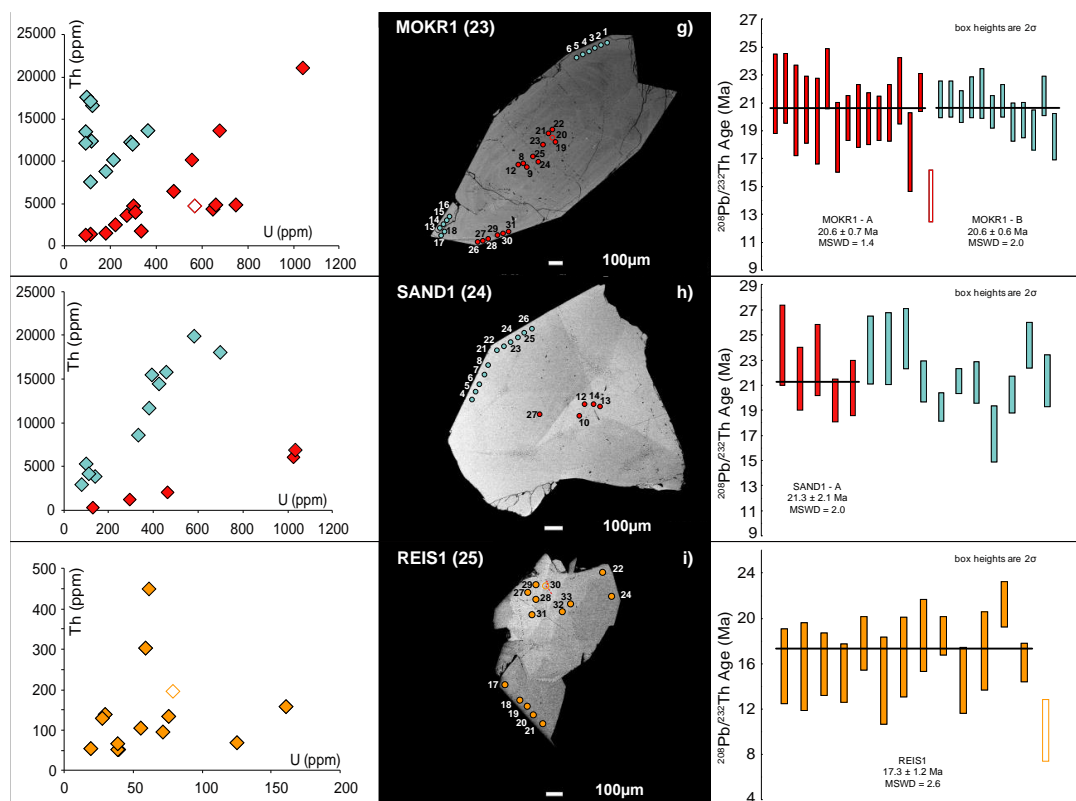 25000
20000
15000
10000
5000
0
Th (ppm)
U (ppm)
0 200 400 600 800 1000 1200
MOKR1 (23)
g)
6 5 4 3 2 1
22
21
20
23
19
25
8
24
12
9
16
15
14
13
17
31
29
27
30
28
26
100µm
29
27
25
23
21
19
17
15
13
11
9
²⁰⁸Pb/²³²Th Age (Ma)
box heights are 2σ
MOKR1 - A
20.6 ± 0.7 Ma
MSWD = 1.4
MOKR1 - B
20.6 ± 0.6 Ma
MSWD = 2.0
25000
20000
15000
10000
5000
0
Th (ppm)
U (ppm)
0 200 400 600 800 1000 1200
SAND1 (24)
h)
26
24
25
22
23
21
8
7
6
5
4
12 14
13
27
10
100µm
29
27
25
23
21
19
17
15
13
11
9
²⁰⁸Pb/²³²Th Age (Ma)
box heights are 2σ
SAND1 - A
21.3 ± 2.1 Ma
MSWD = 2.0
500
400
300
200
100
0
Th (ppm)
U (ppm)
0 50 100 150 200
REIS1 (25)
i)
22
29
30
27
28
33
24
32
31
17
18
19
20
21
100µm
24
20
16
12
8
4
²⁰⁸Pb/²³²Th Age (Ma)
box heights are 2σ
REIS1
17.3 ± 1.2 Ma
MSWD = 2.6